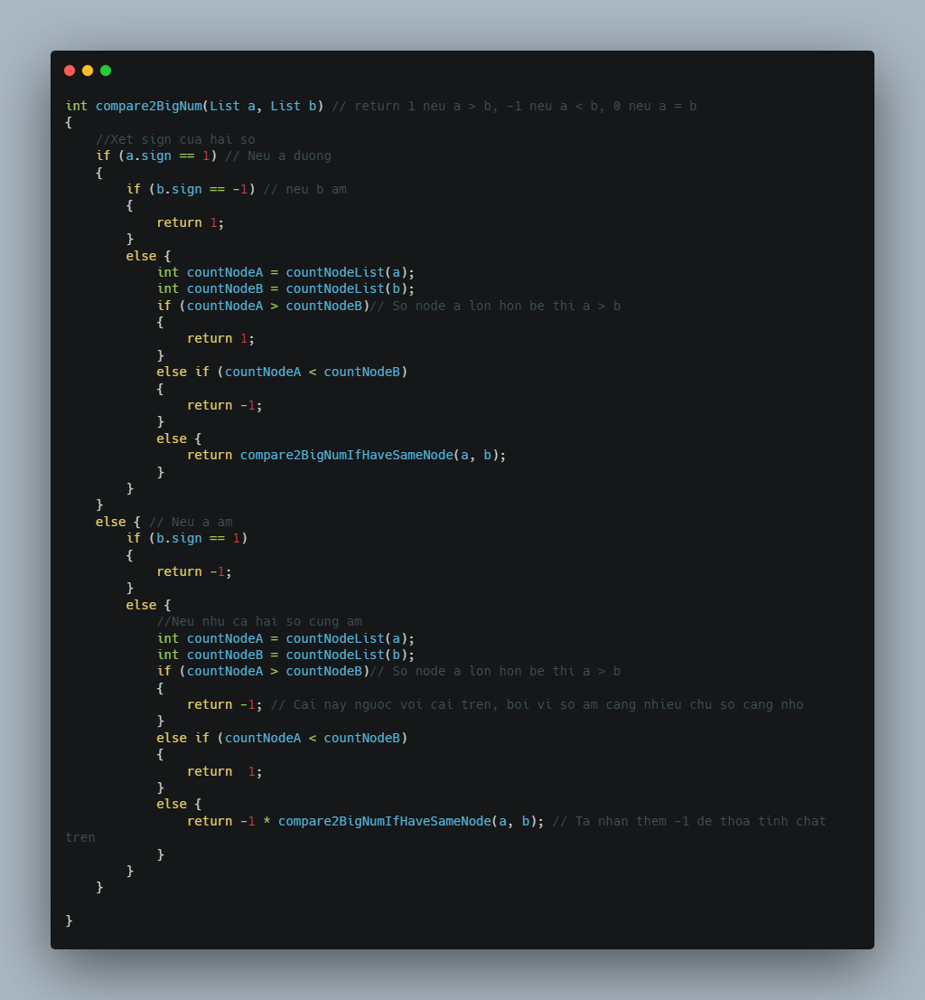 int compare2BigNum(List a, List b) // return 1 neu a > b, -1 neu a < b, 0 neu a = b
{
    //Xet sign cua hai so
    if (a.sign == 1) // Neu a duong
    {
        if (b.sign == -1) // neu b am
        {
            return 1;
        }
        else {
            int countNodeA = countNodeList(a);
            int countNodeB = countNodeList(b);
            if (countNodeA > countNodeB)// So node a lon hon be thi a > b
            {
                return 1;
            }
            else if (countNodeA < countNodeB)
            {
                return -1;
            }
            else {
                return compare2BigNumIfHaveSameNode(a, b);
            }
        }
    }
    else { // Neu a am
        if (b.sign == 1)
        {
            return -1;
        }
        else {
            //Neu nhu ca hai so cung am
            int countNodeA = countNodeList(a);
            int countNodeB = countNodeList(b);
            if (countNodeA > countNodeB)// So node a lon hon be thi a > b
            {
                return -1; // Cai nay nguoc voi cai tren, boi vi so am cang nhieu chu so cang nho
            }
            else if (countNodeA < countNodeB)
            {
                return  1;
            }
            else {
                return -1 * compare2BigNumIfHaveSameNode(a, b); // Ta nhan them -1 de thoa tinh chat
tren
            }
        }
    }

}